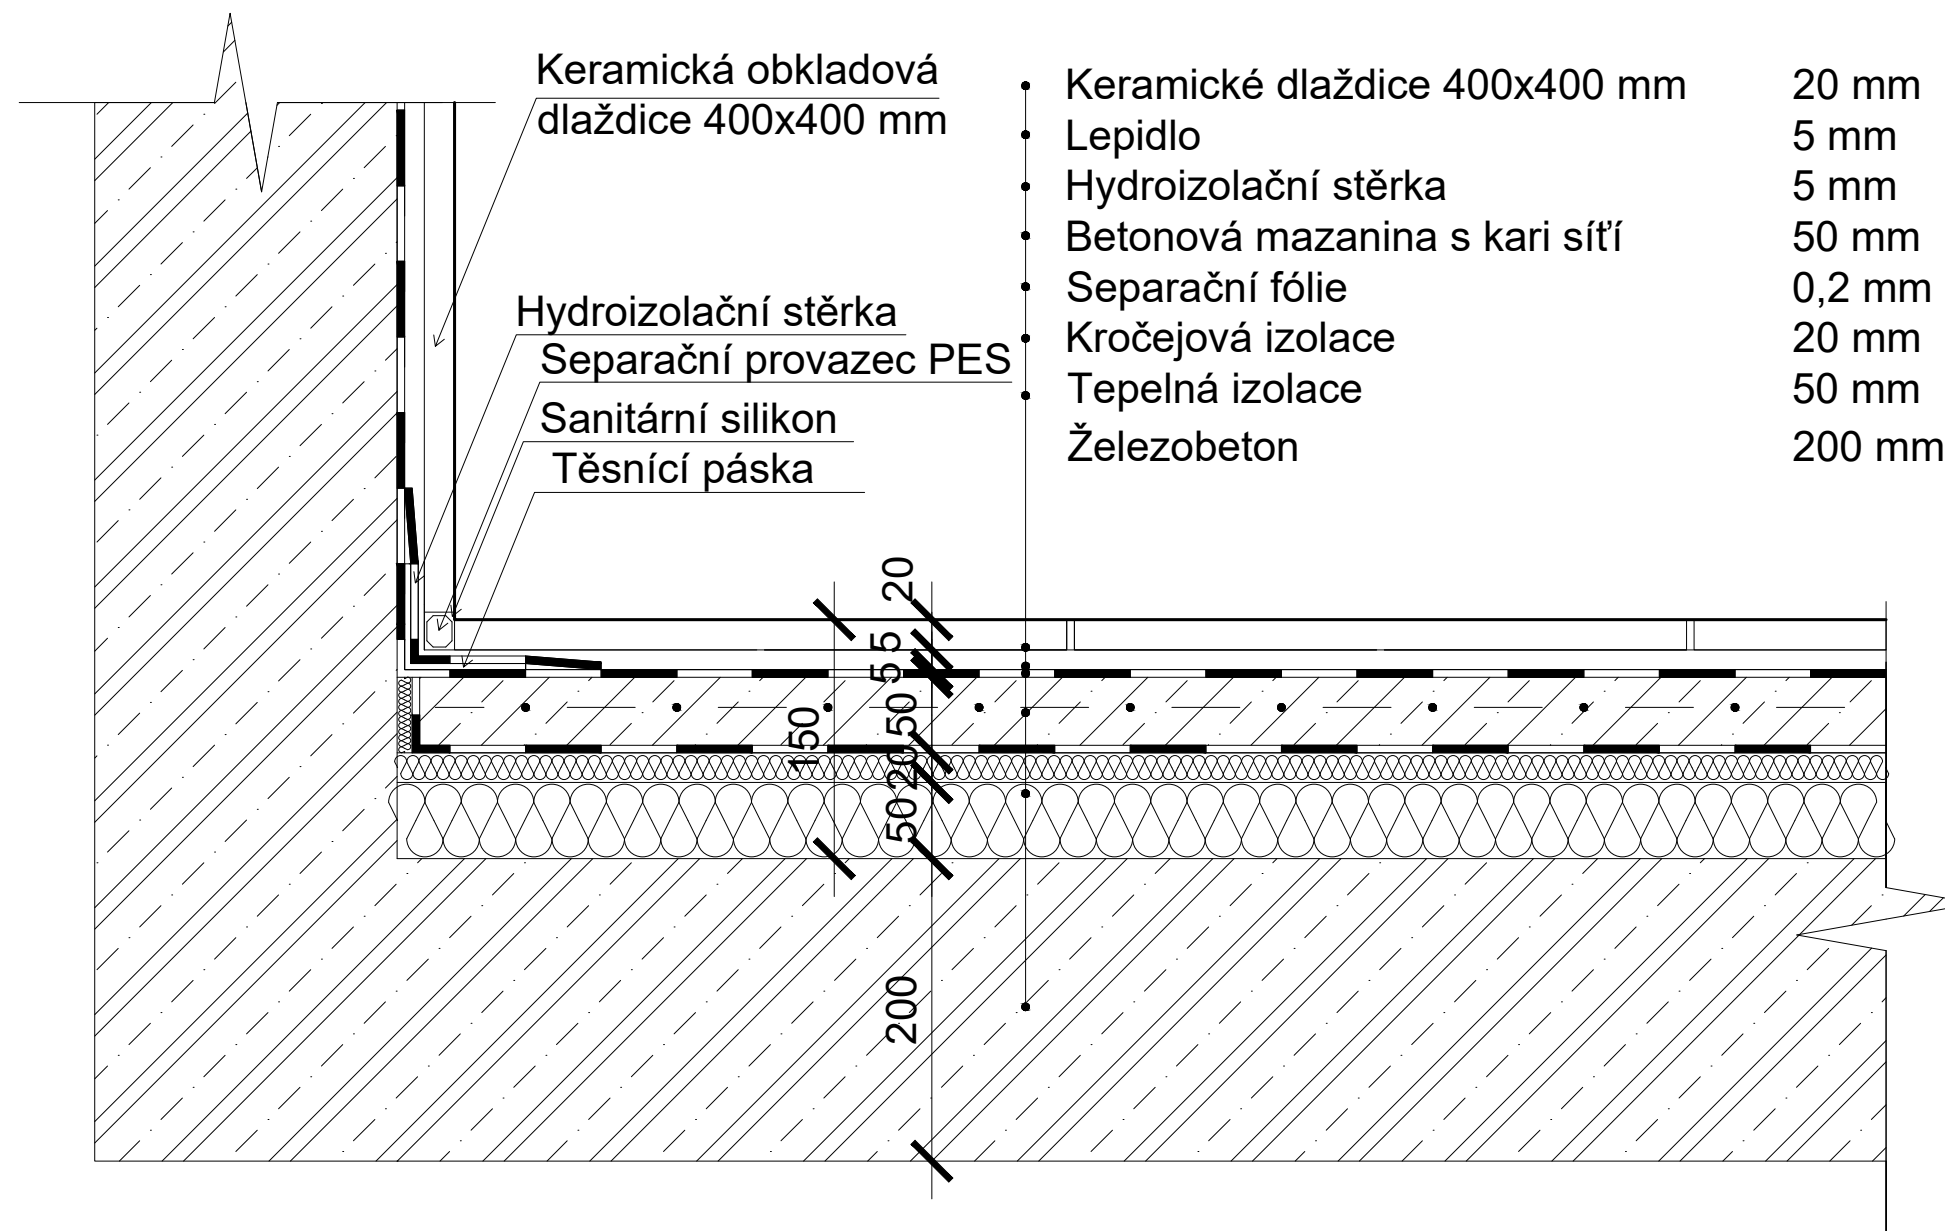 Keramická obkladová
dlaždice 400x400 mm
Hydroizolační stěrka
Separační provazec PES
Sanitární silikon
Těsnící páska
Keramické dlaždice 400x400 mm 20 mm
Lepidlo 5 mm
Hydroizolační stěrka 5 mm
Betonová mazanina s kari síťí 50 mm
Separační fólie 0,2 mm
Kročejová izolace 20 mm
Tepelná izolace 50 mm
Železobeton 200 mm
20
5
5
50
20
50
150
200